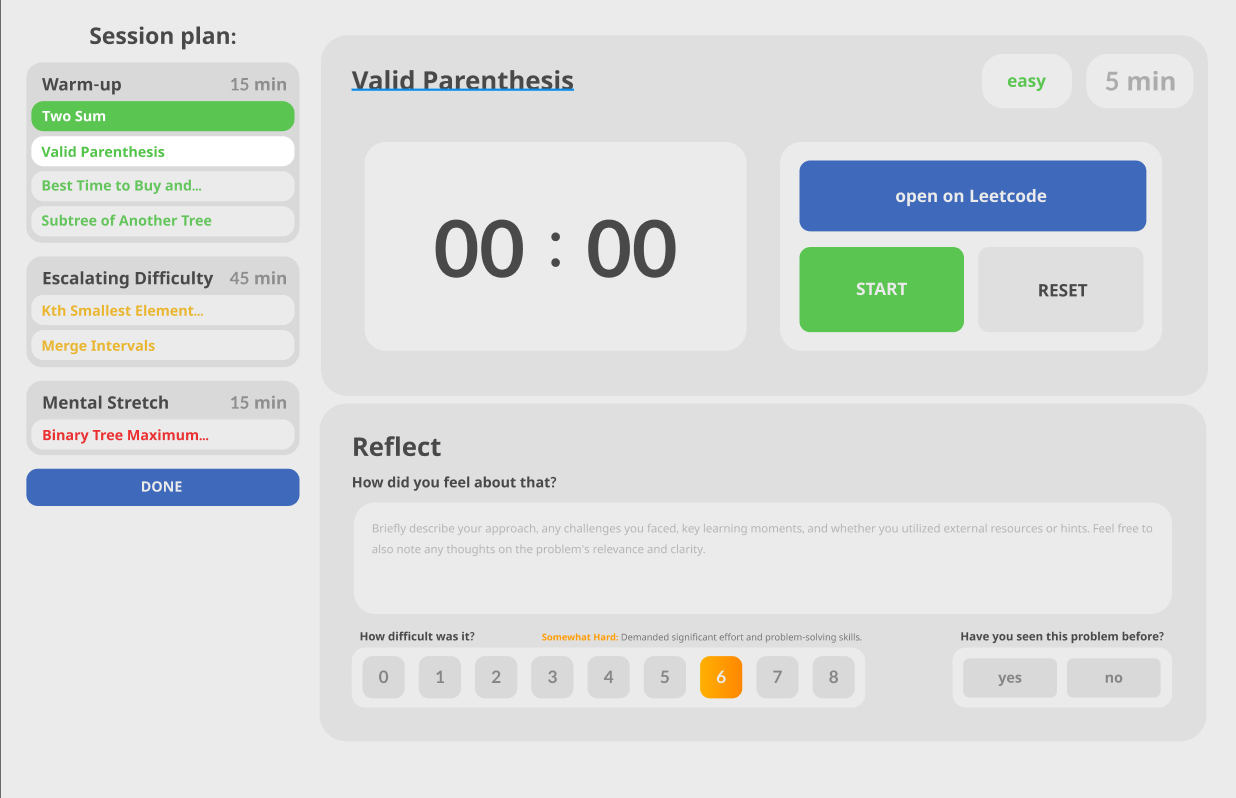 Session plan:
Warm-up 15 min
Two Sum
Valid Parenthesis
Best Time to Buy and...
Subtree of Another Tree
Escalating Difficulty 45 min
Kth Smallest Element...
Merge Intervals
Mental Stretch 15 min
Binary Tree Maximum...
DONE
Valid Parenthesis
easy
5 min
00 : 00
open on Leetcode
START
RESET
Reflect
How did you feel about that?
Briefly describe your approach, any challenges you faced, key learning moments, and whether you utilized external resources or hints. Feel free to
also note any thoughts on the problem's relevance and clarity.
How difficult was it?
Somewhat Hard: Demanded significant effort and problem-solving skills.
0 1 2 3 4 5 6 7 8
Have you seen this problem before?
yes no